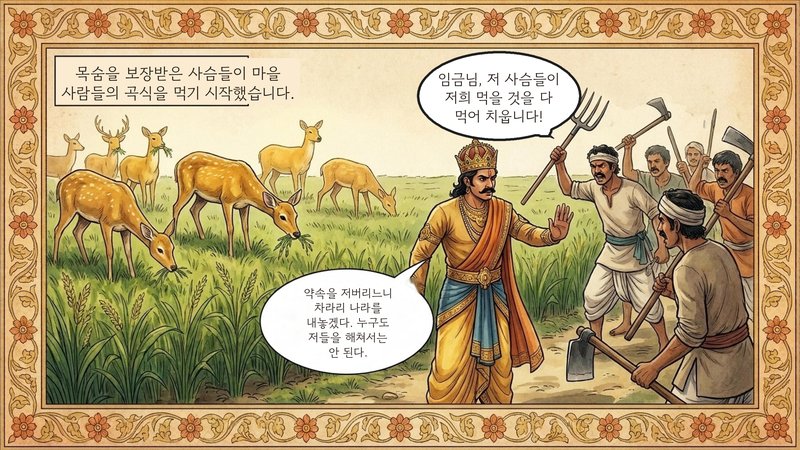 목숨을 보장받은 사슴들이 마을
사람들의 곡식을 먹기 시작했습니다.
임금님, 저 사슴들이
저희 먹을 것을 다
먹어 치웁니다!
약속을 저버리느니
차라리 나라를
내놓겠다. 누구도
저들을 해쳐서는
안 된다.